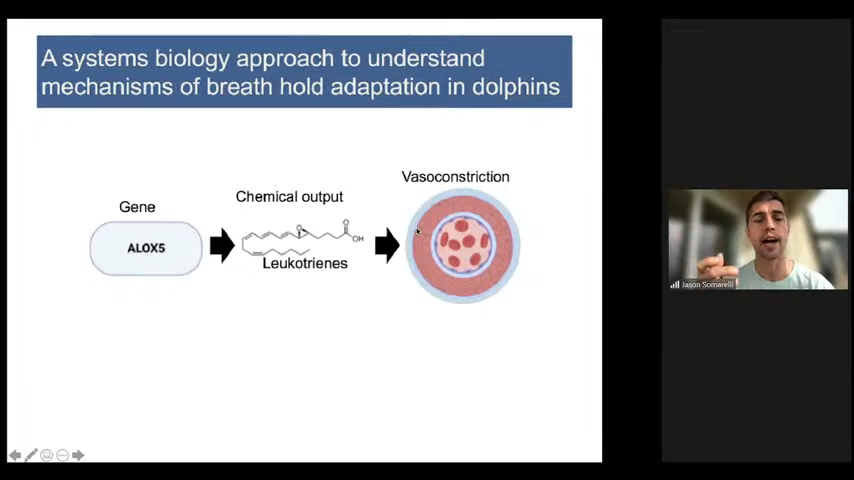 A systems biology approach to understand
mechanisms of breath hold adaptation in dolphins
Vasoconstriction
Chemical output
Gene
ALOX5
O
O
OH
Leukotrienes
Jason Somarelli